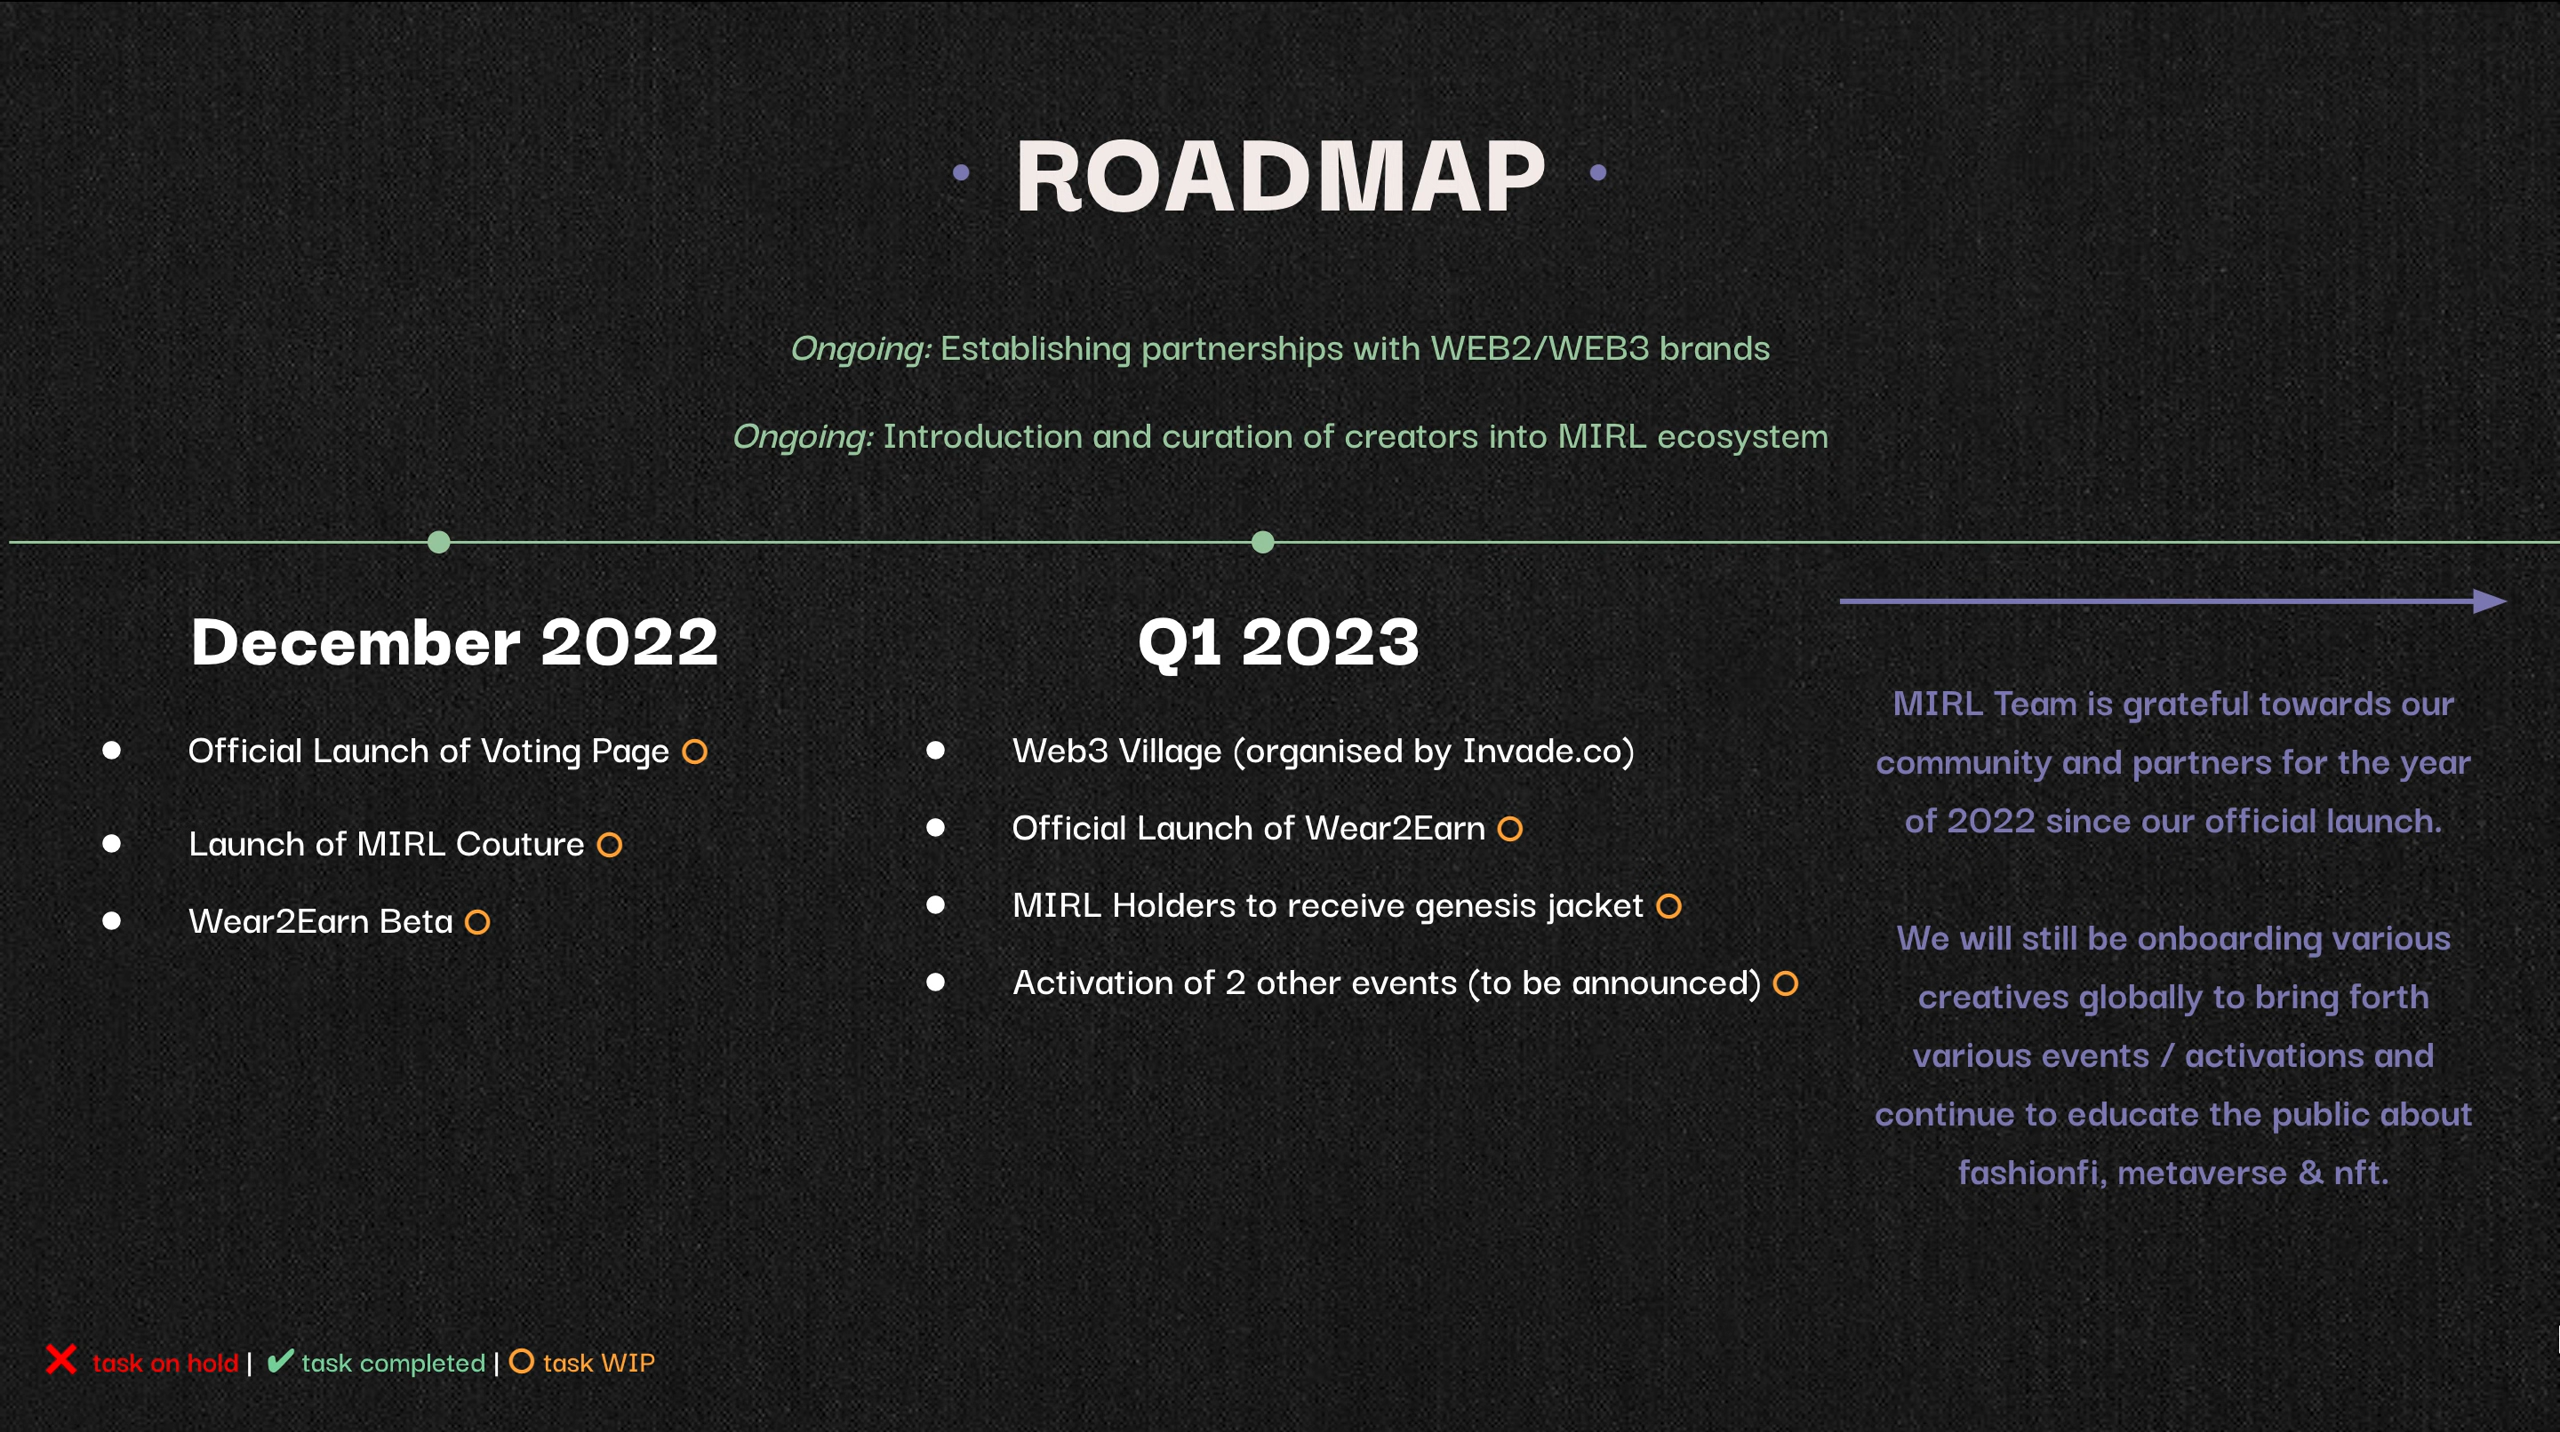 • ROADMAP •
Ongoing: Establishing partnerships with WEB2/WEB3 brands
Ongoing: Introduction and curation of creators into MIRL ecosystem
December 2022
● Official Launch of Voting Page
● Launch of MIRL Couture
● Wear2Earn Beta
Q1 2023
● Web3 Village (organised by Invade.co)
● Official Launch of Wear2Earn
● MIRL Holders to receive genesis jacket
● Activation of 2 other events (to be announced)
MIRL Team is grateful towards our
community and partners for the year
of 2022 since our official launch.
We will still be onboarding various
creatives globally to bring forth
various events / activations and
continue to educate the public about
fashionfi, metaverse & nft.
❌ task on hold | ✔ task completed | ⭘ task WIP